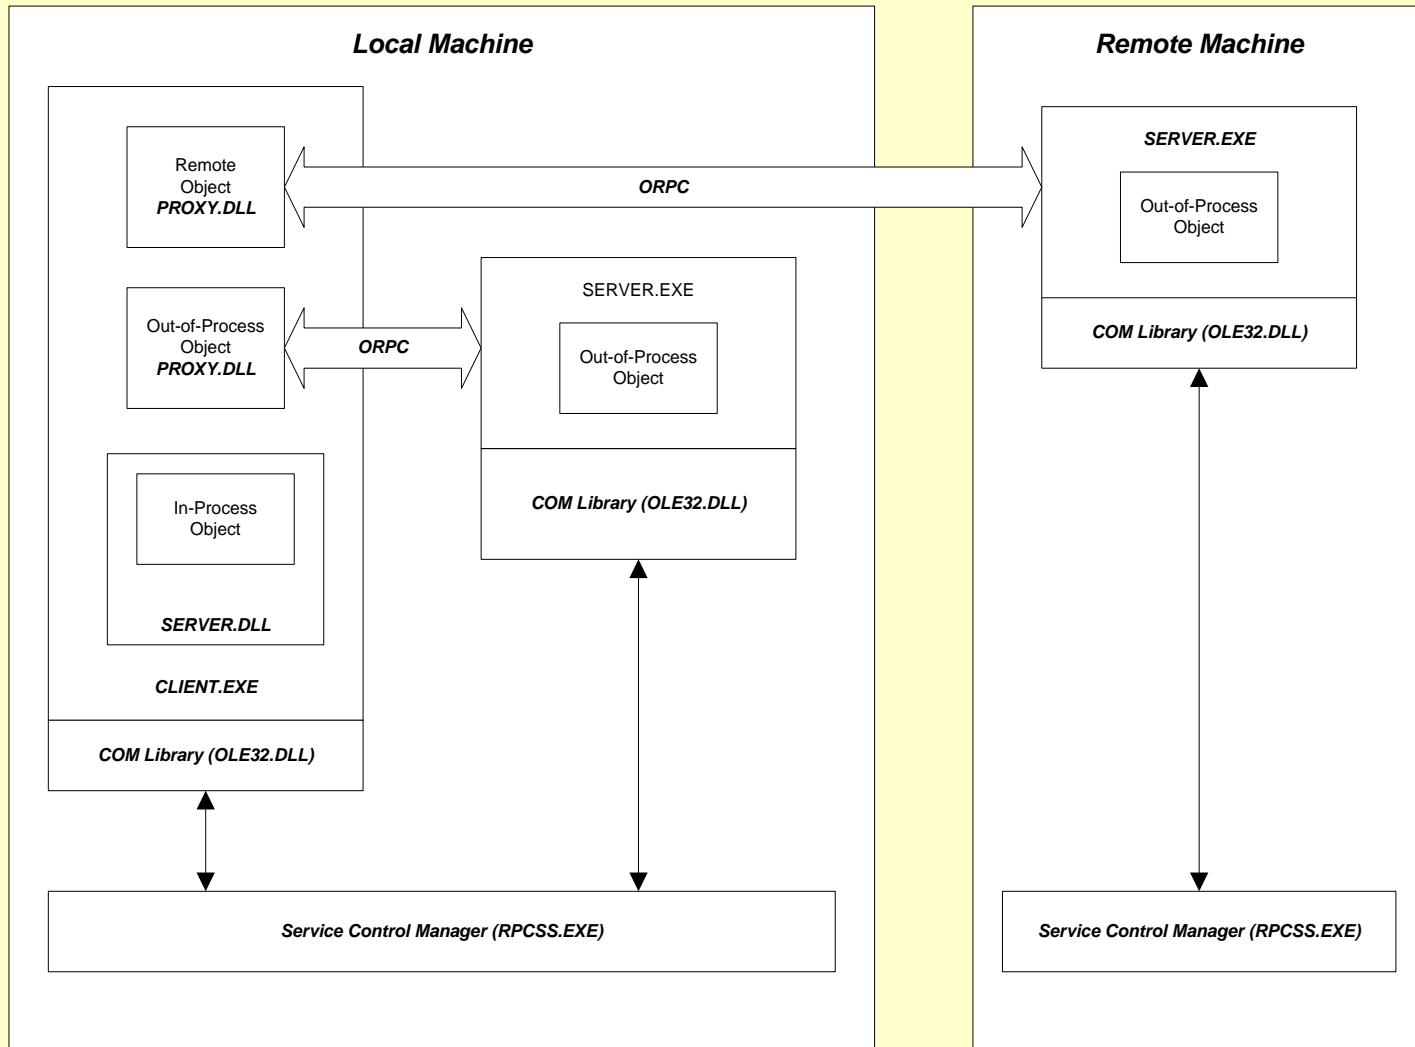 Local Machine
Remote Machine
Remote
Object
PROXY.DLL
ORPC
SERVER.EXE
Out-of-Process
Object
COM Library (OLE32.DLL)
Out-of-Process
Object
PROXY.DLL
ORPC
SERVER.EXE
Out-of-Process
Object
COM Library (OLE32.DLL)
In-Process
Object
SERVER.DLL
CLIENT.EXE
COM Library (OLE32.DLL)
Service Control Manager (RPCSS.EXE)
Service Control Manager (RPCSS.EXE)